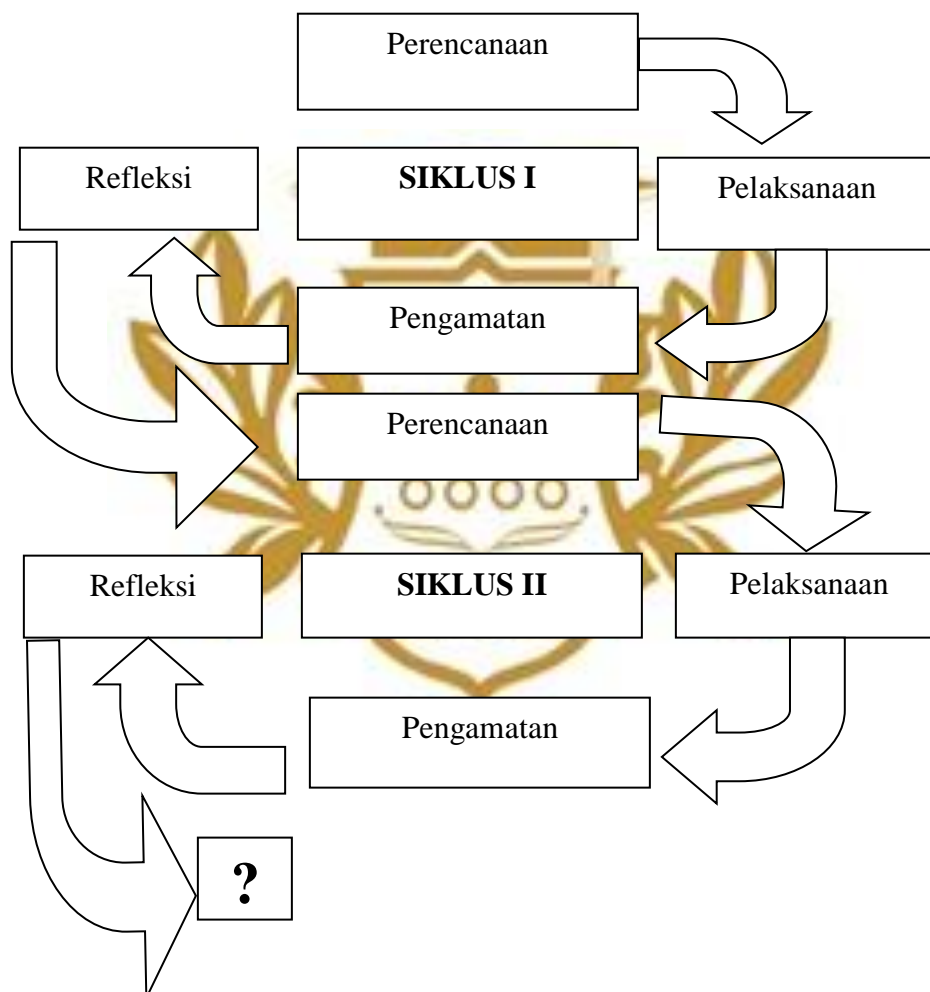 Perencanaan
Refleksi
SIKLUS I
Pelaksanaan
Pengamatan
Perencanaan
Refleksi
SIKLUS II
Pelaksanaan
Pengamatan
?